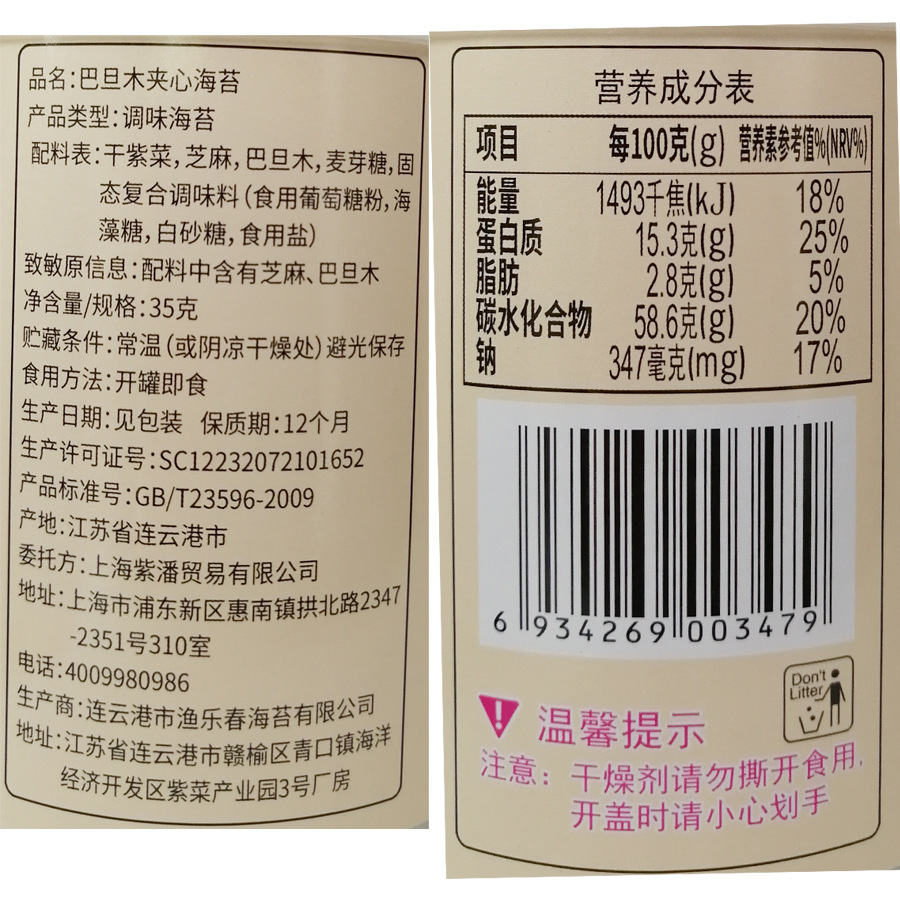 品名:巴旦木夹心海苔
产品类型:调味海苔
配料表:干紫菜,芝麻,巴旦木,麦芽糖,固
态复合调味料(食用葡萄糖粉,海
藻糖,白砂糖,食用盐)
致敏原信息:配料中含有芝麻、巴旦木
净含量/规格:35克
贮藏条件:常温(或阴凉干燥处)避光保存
食用方法:开罐即食
生产日期:见包装 保质期:12个月
生产许可证号:SC12232072101652
产品标准号:GB/T23596-2009
产地:江苏省连云港市
委托方:上海紫潘贸易有限公司
地址:上海市浦东新区惠南镇拱北路2347
-2351号310室
电话:4009980986
生产商:连云港市渔乐春海苔有限公司
地址:江苏省连云港市赣榆区青口镇海洋
经济开发区紫菜产业园3号厂房
营养成分表
项目 每100克(g) 营养素参考值%(NRV%)
能量 1493千焦(kJ) 18%
蛋白质 15.3克(g) 25%
脂肪 2.8克(g) 5%
碳水化合物 58.6克(g) 20%
钠 347毫克(mg) 17%
6 934269 003479
Don't
Litter
温馨提示
注意:干燥剂请勿撕开食用,
开盖时请小心划手